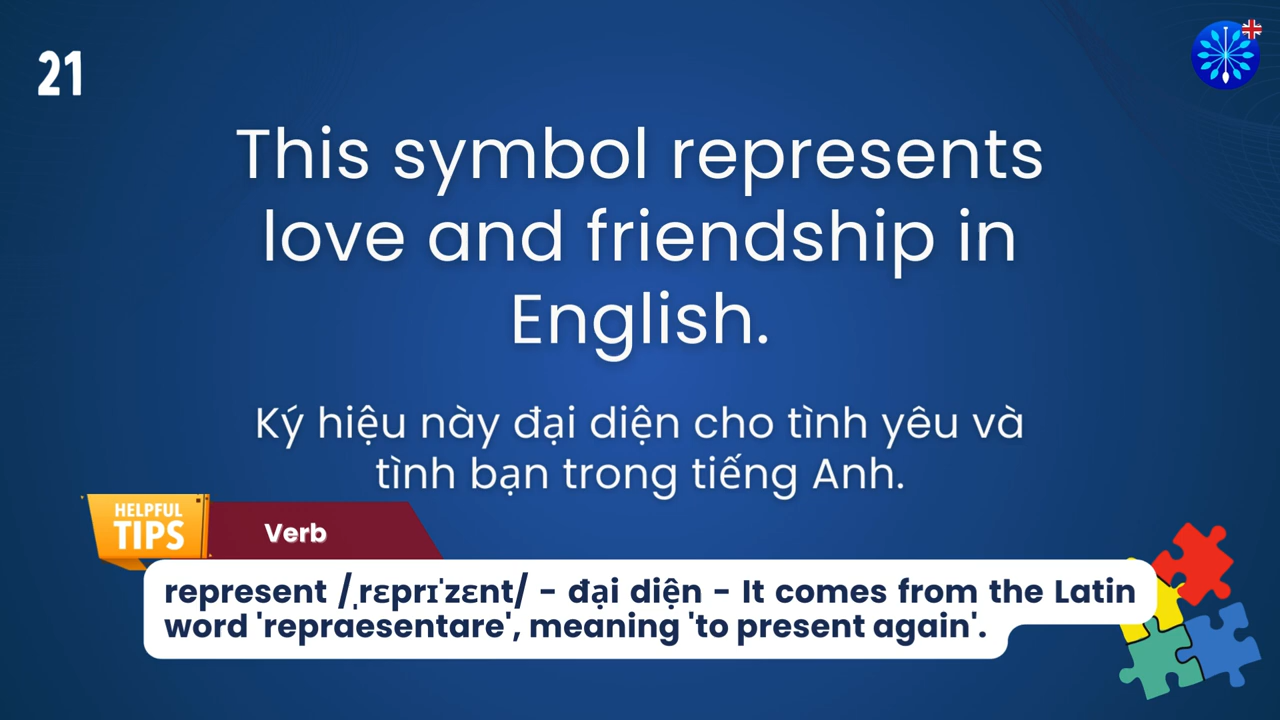 21
This symbol represents
love and friendship in
English.
Ký hiệu này đại diện cho tình yêu và
tình bạn trong tiếng Anh.
HELPFUL
TIPS
Verb
represent /ˌrɛprɪˈzɛnt/ - đại diện - It comes from the Latin
word 'repraesentare', meaning 'to present again'.